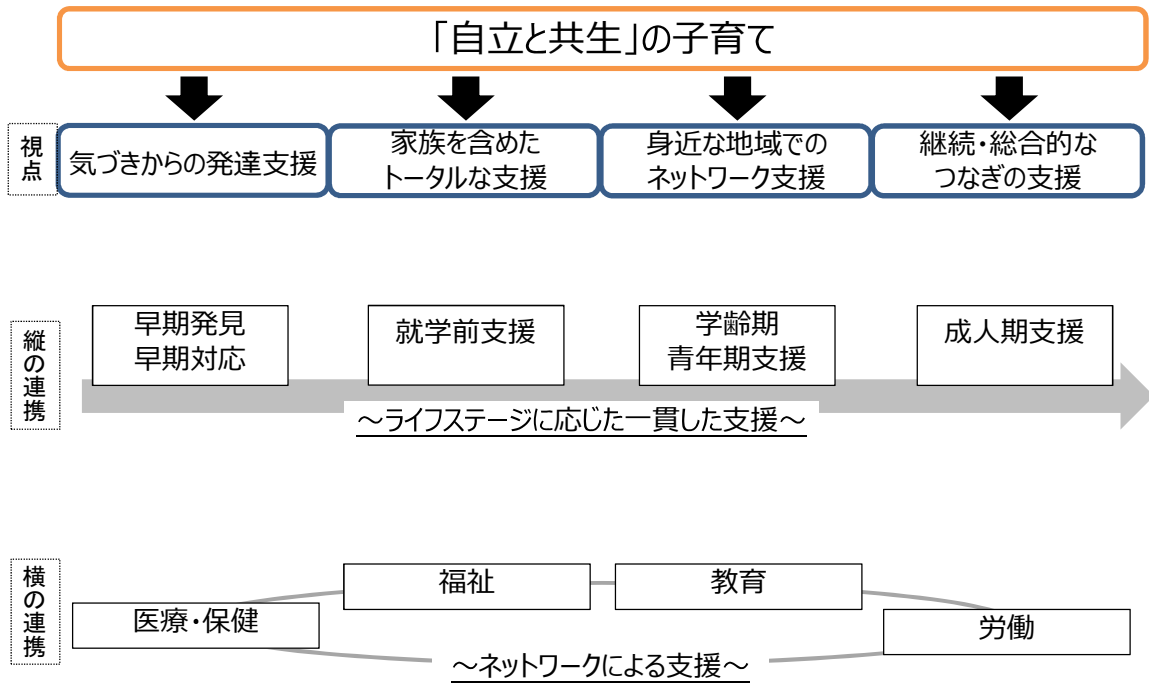 「自立と共生」の子育て
視点
気づきからの発達支援
家族を含めた
トータルな支援
身近な地域での
ネットワーク支援
継続・総合的な
つなぎの支援
縦の連携
早期発見
早期対応
就学前支援
学齢期
青年期支援
成人期支援
～ライフステージに応じた一貫した支援～
横の連携
医療・保健
福祉
教育
労働
～ネットワークによる支援～